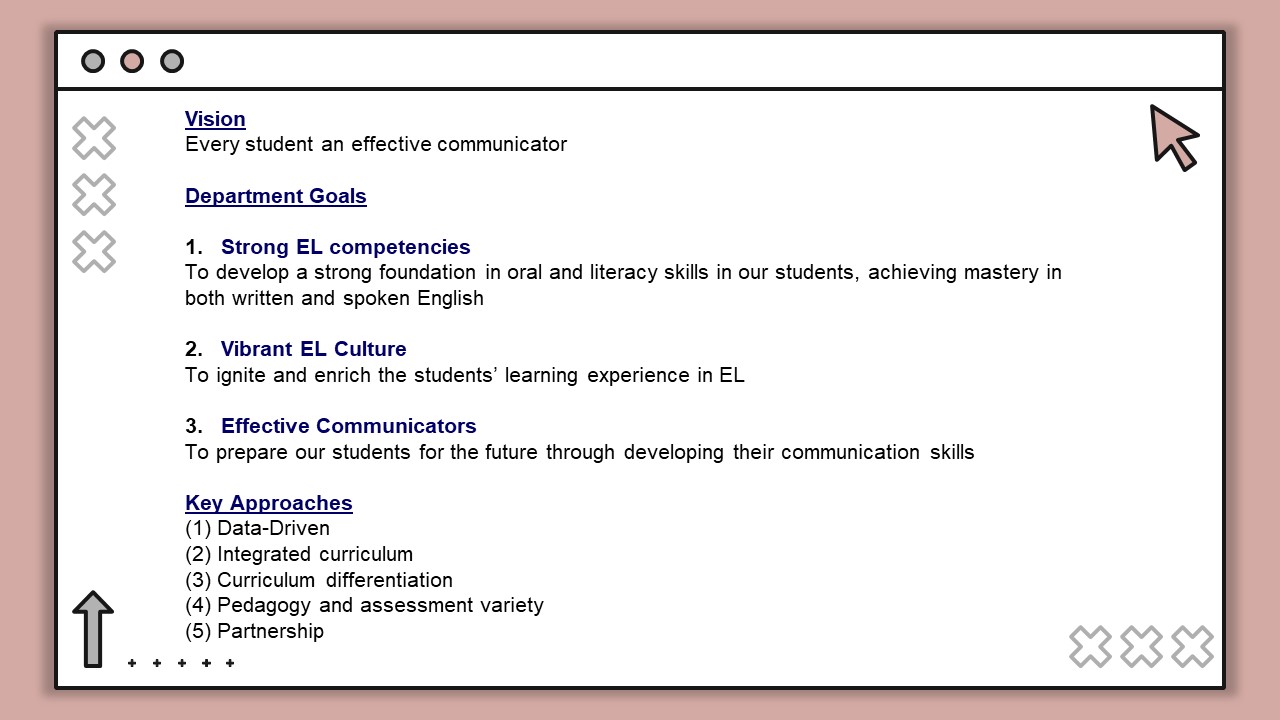 Vision
Every student an effective communicator
Department Goals
1. Strong EL competencies
To develop a strong foundation in oral and literacy skills in our students, achieving mastery in
both written and spoken English
2. Vibrant EL Culture
To ignite and enrich the students’ learning experience in EL
3. Effective Communicators
To prepare our students for the future through developing their communication skills
Key Approaches
(1) Data-Driven
(2) Integrated curriculum
(3) Curriculum differentiation
(4) Pedagogy and assessment variety
(5) Partnership